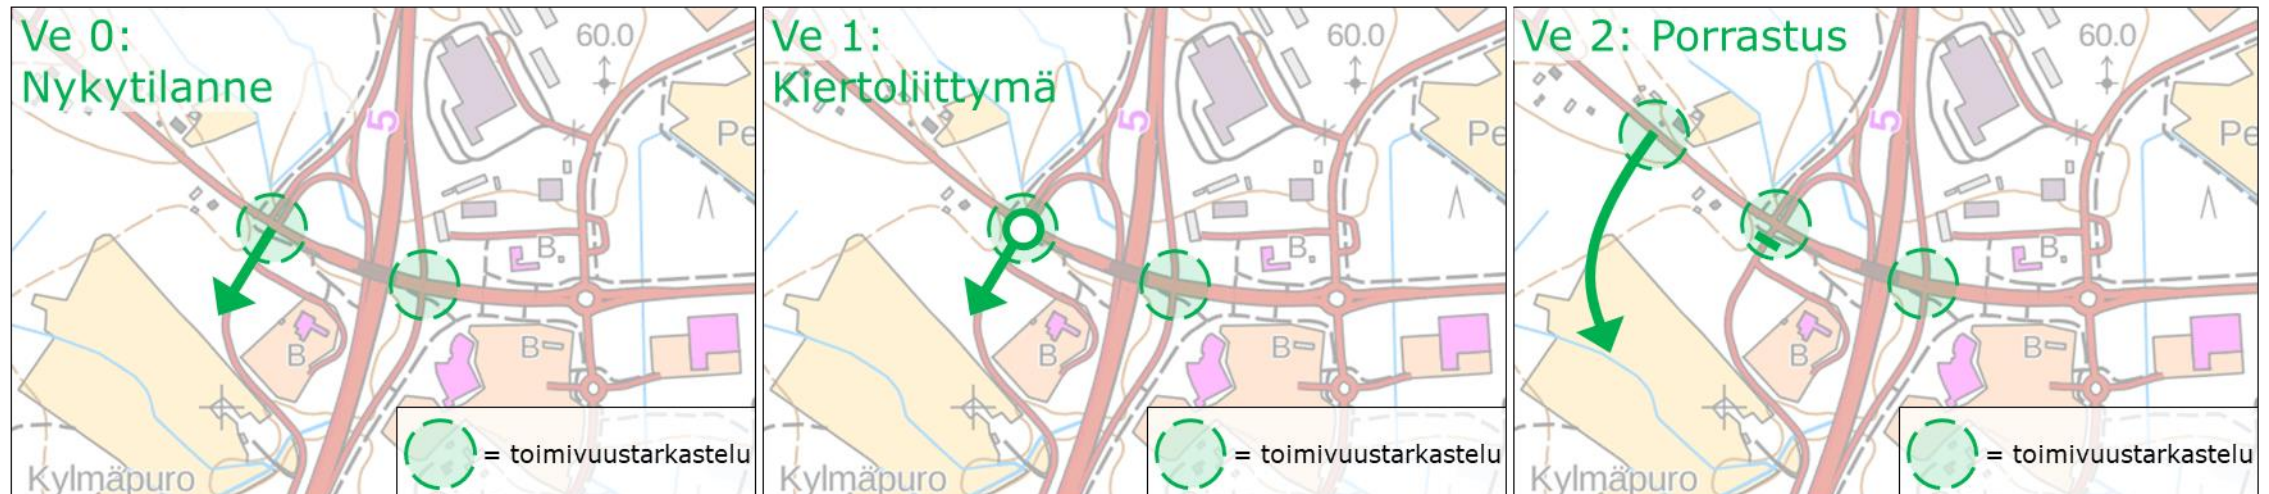 Ve 0:
Nykytilanne
60.0
5
Pe
B
B
B
Kylmäpuro
= toimivuustarkastelu
Ve 1:
Kiertoliittymä
60.0
5
Pe
B
B
B
Kylmäpuro
= toimivuustarkastelu
Ve 2: Porrastus
60.0
5
Pe
B
B
B
Kylmäpuro
= toimivuustarkastelu